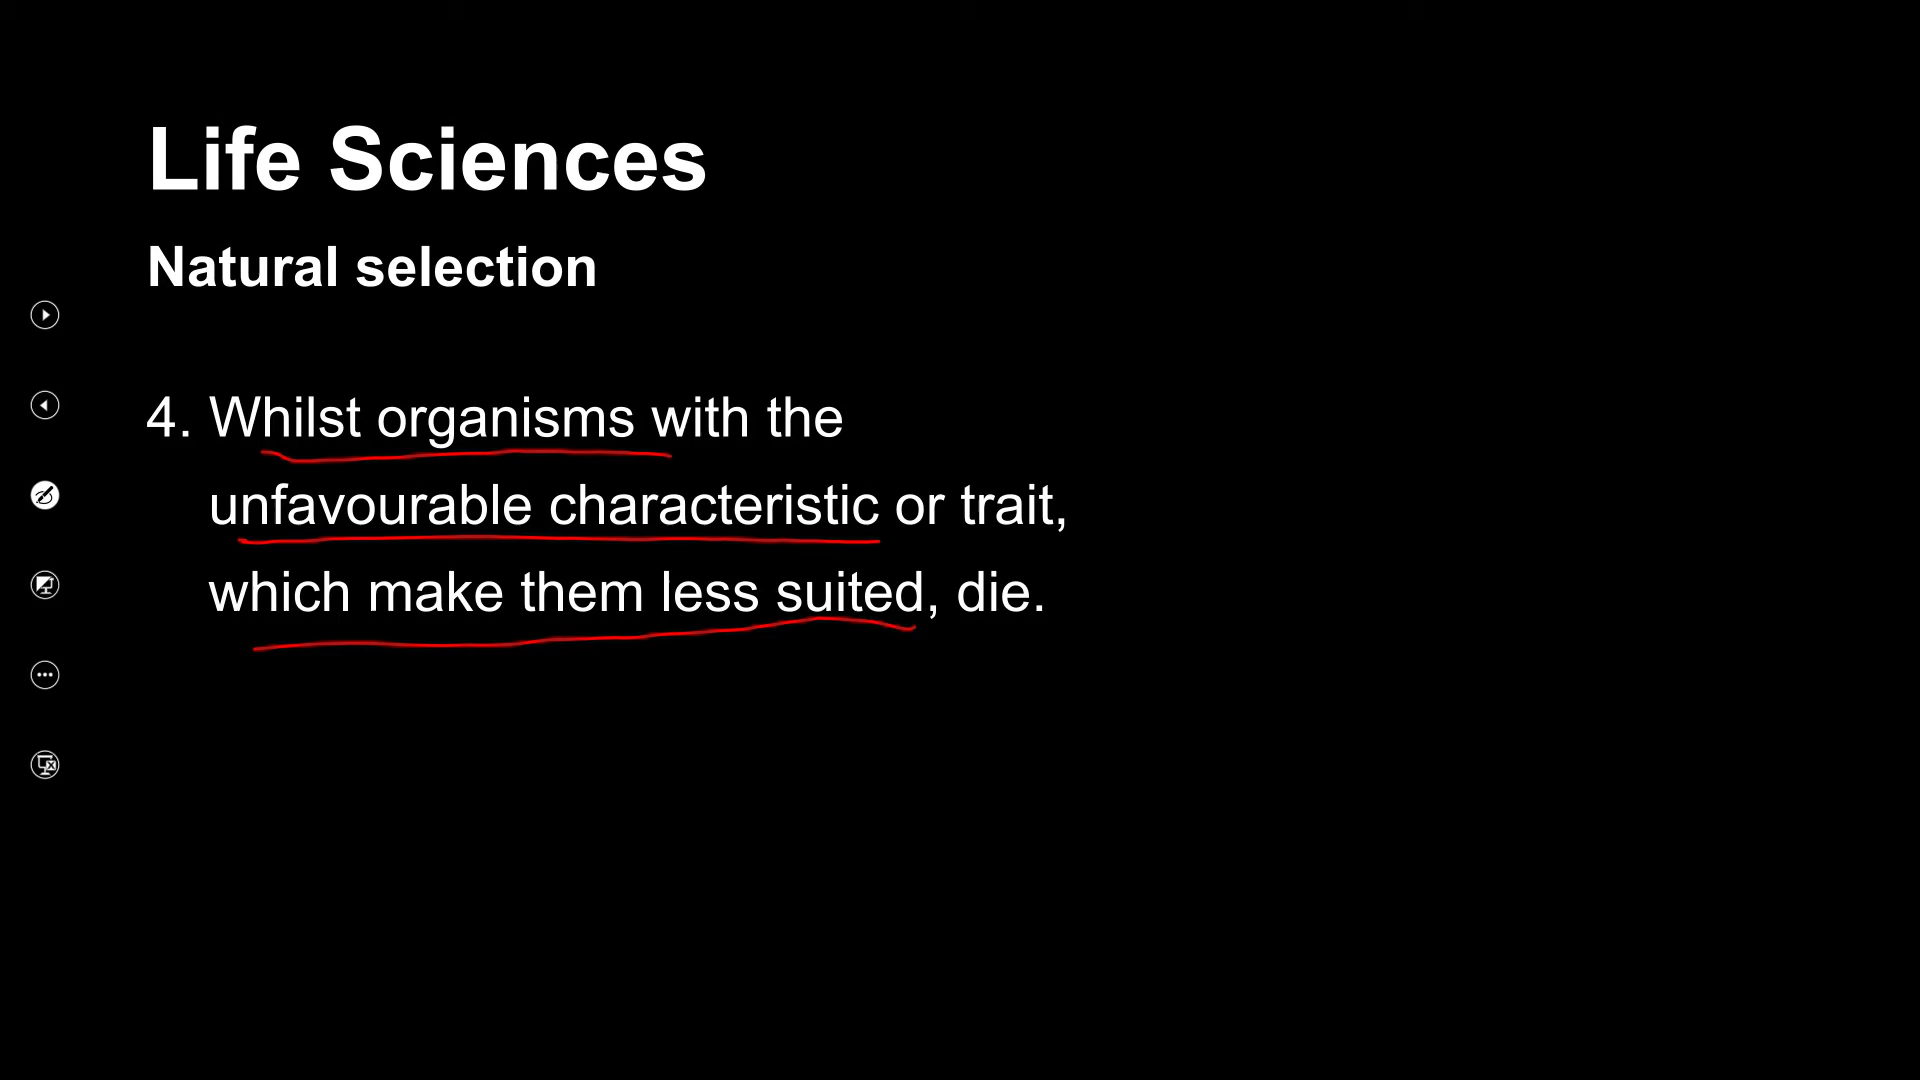 Life Sciences
Natural selection
4. Whilst organisms with the
unfavourable characteristic or trait,
which make them less suited, die.